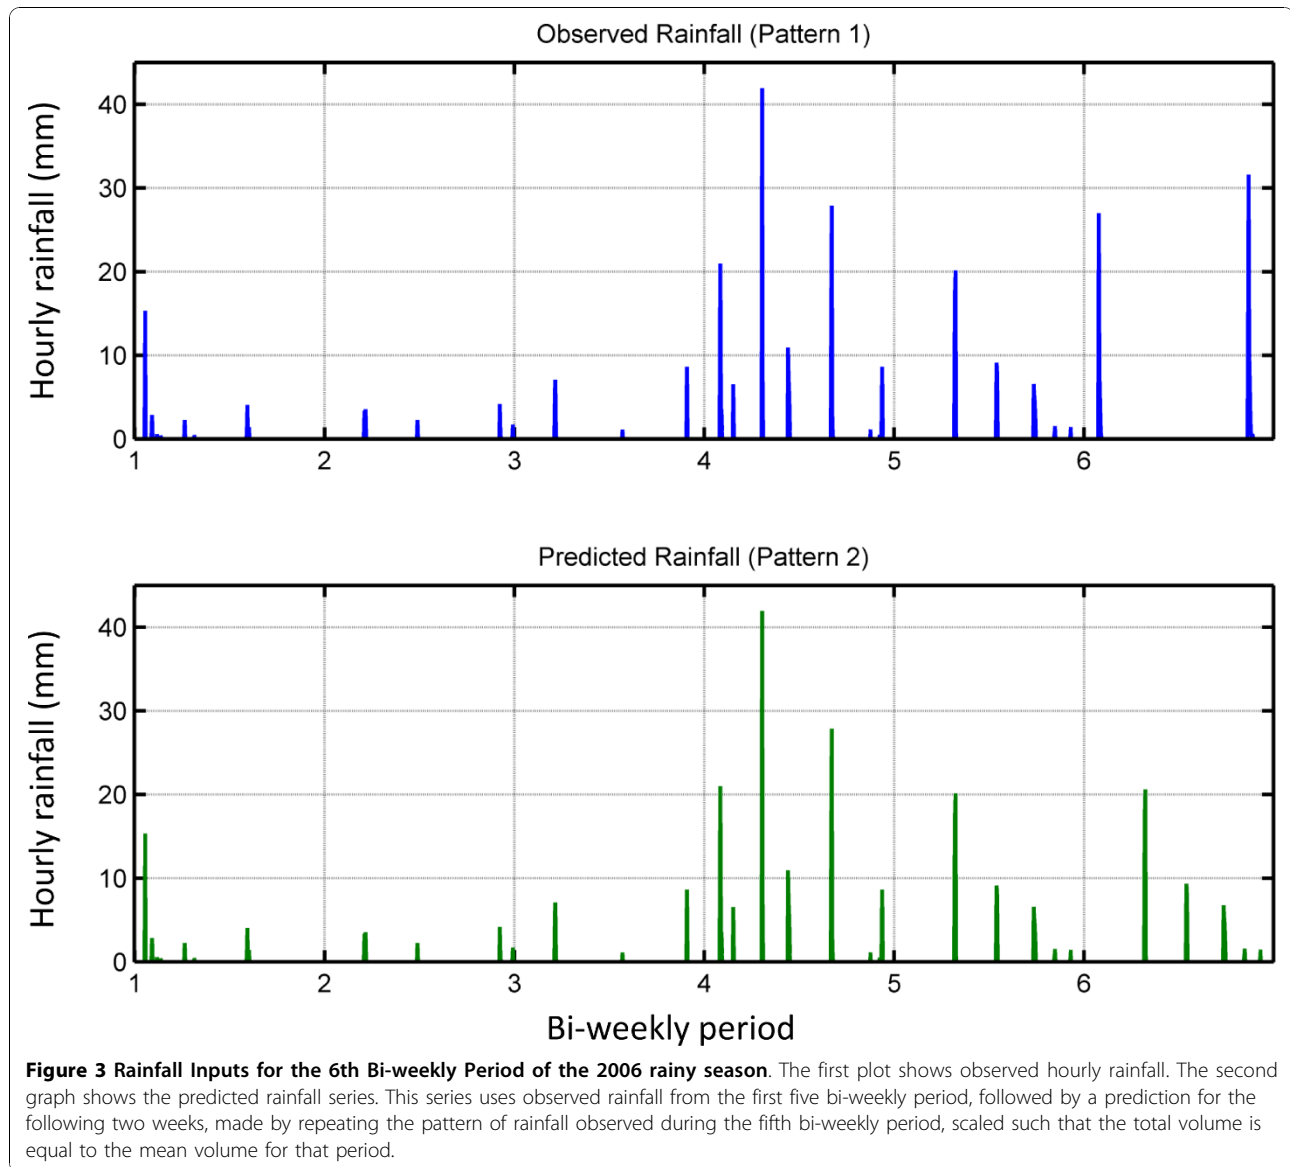 Observed Rainfall (Pattern 1)
Hourly rainfall (mm)
40
30
20
10
0
1 2 3 4 5 6
Predicted Rainfall (Pattern 2)
Hourly rainfall (mm)
40
30
20
10
0
1 2 3 4 5 6
Bi-weekly period
Figure 3 Rainfall Inputs for the 6th Bi-weekly Period of the 2006 rainy season. The first plot shows observed hourly rainfall. The second
graph shows the predicted rainfall series. This series uses observed rainfall from the first five bi-weekly period, followed by a prediction for the
following two weeks, made by repeating the pattern of rainfall observed during the fifth bi-weekly period, scaled such that the total volume is
equal to the mean volume for that period.